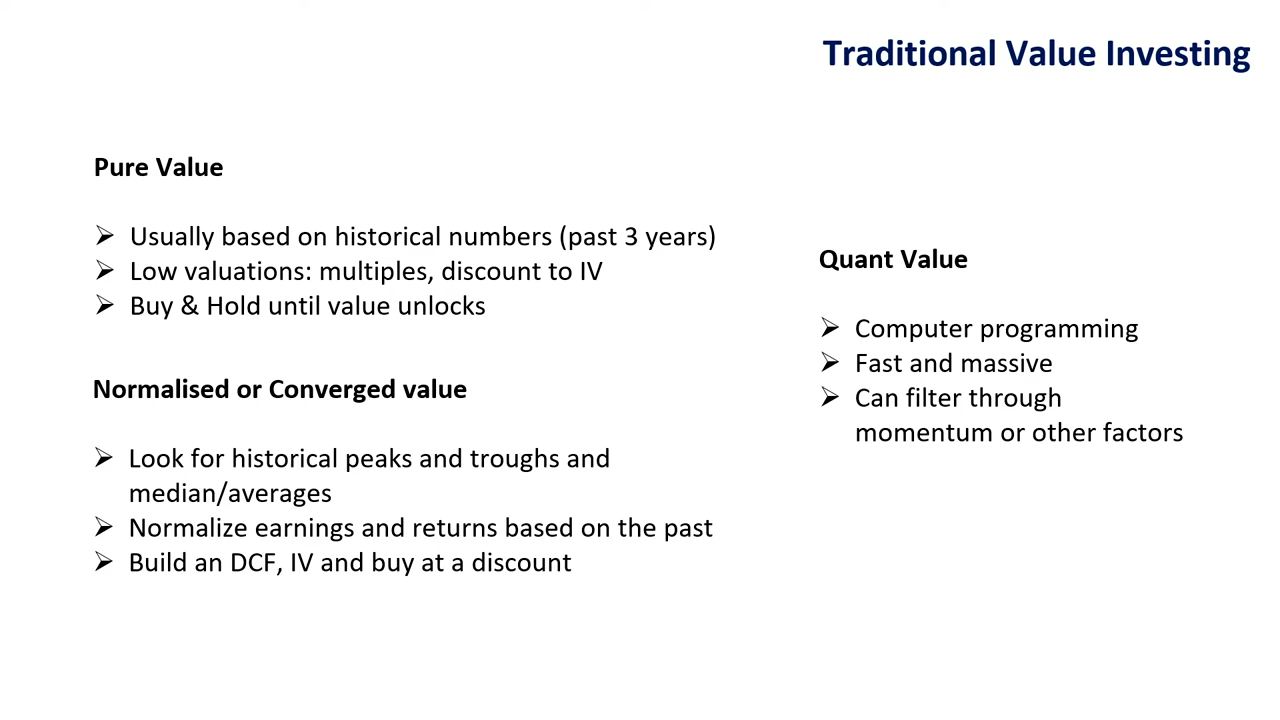 Traditional Value Investing
Pure Value
➢ Usually based on historical numbers (past 3 years)
➢ Low valuations: multiples, discount to IV
➢ Buy & Hold until value unlocks
Normalised or Converged value
➢ Look for historical peaks and troughs and
median/averages
➢ Normalize earnings and returns based on the past
➢ Build an DCF, IV and buy at a discount
Quant Value
➢ Computer programming
➢ Fast and massive
➢ Can filter through
momentum or other factors